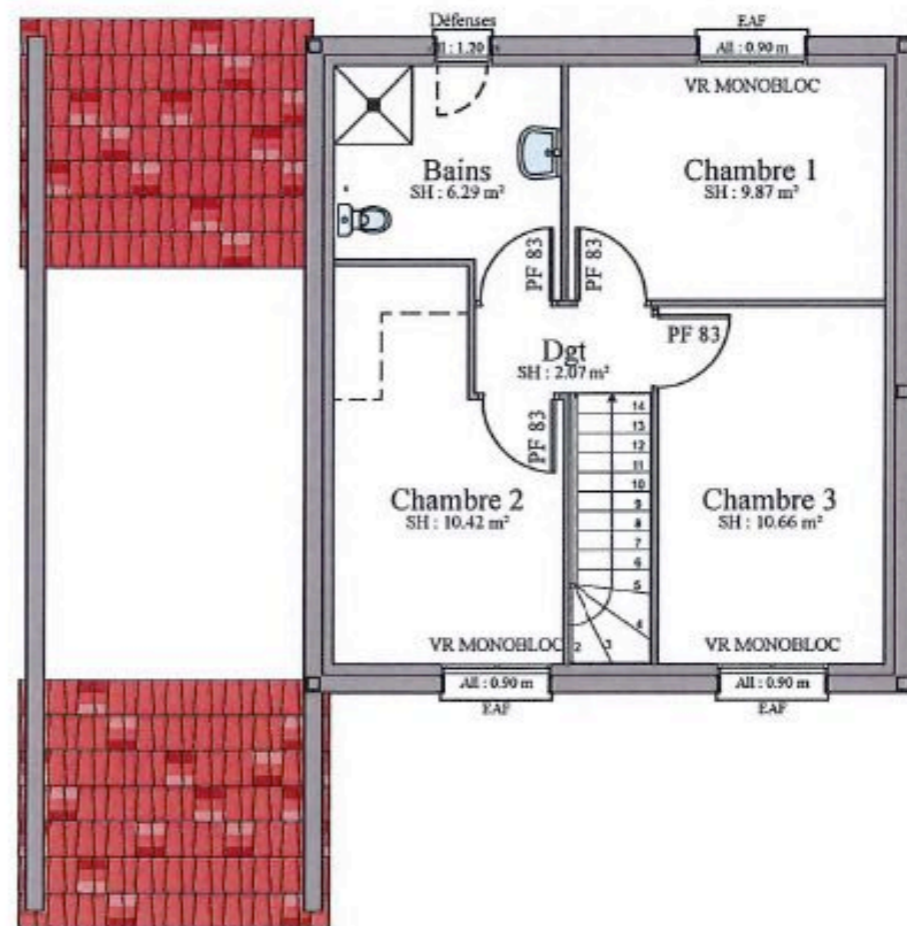 Défenses
EAF
All : 1.20
All : 0.90 m
VR MONOBLOC
Bains
SH : 6.29 m²
Chambre 1
SH : 9.87 m²
PF 83
PF 83
PF 83
Dgt
SH : 2.07 m²
PF 83
14
13
12
11
10
9
8
7
6
5
4
3
2
Chambre 2
SH : 10.42 m²
Chambre 3
SH : 10.66 m²
VR MONOBLOC
VR MONOBLOC
All : 0.90 m
All : 0.90 m
EAF
EAF